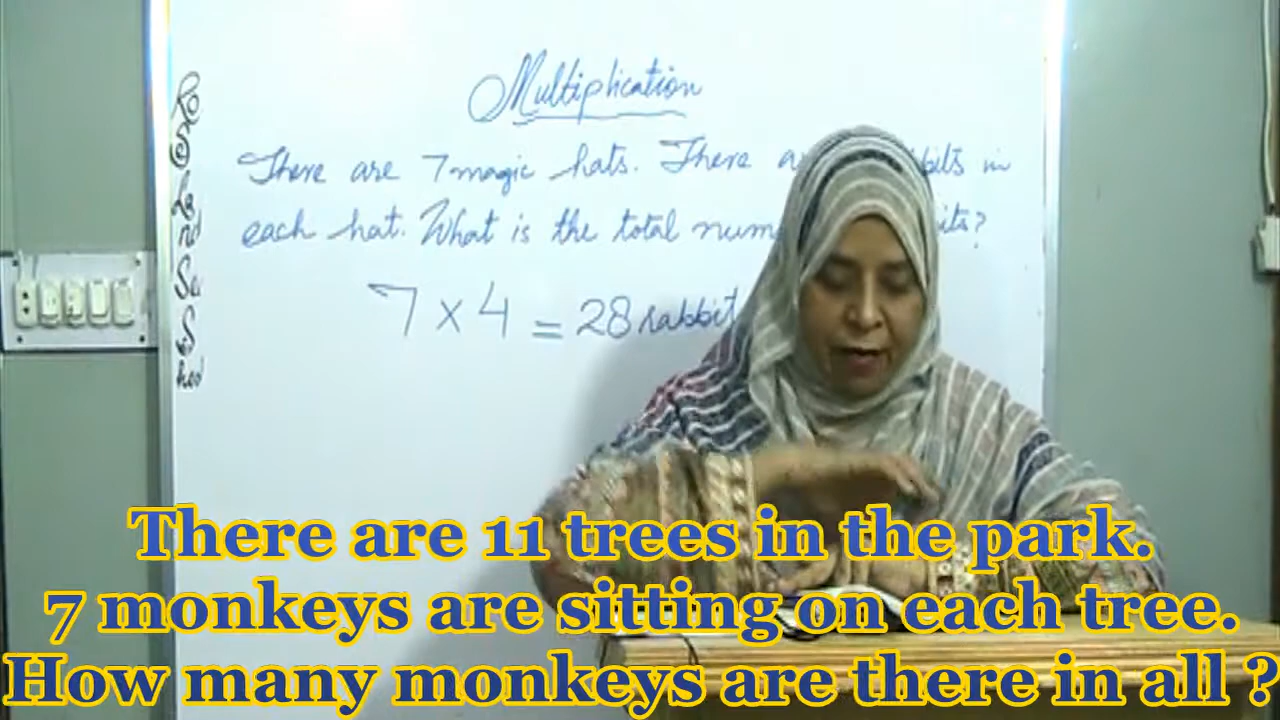 Multiplication
There are 7 magic hats. There in
each hat. What is the total
7 x 4 = 28 rabbit
There are 11 trees in the park.
7 monkeys are sitting on each tree.
How many monkeys are there in all ?